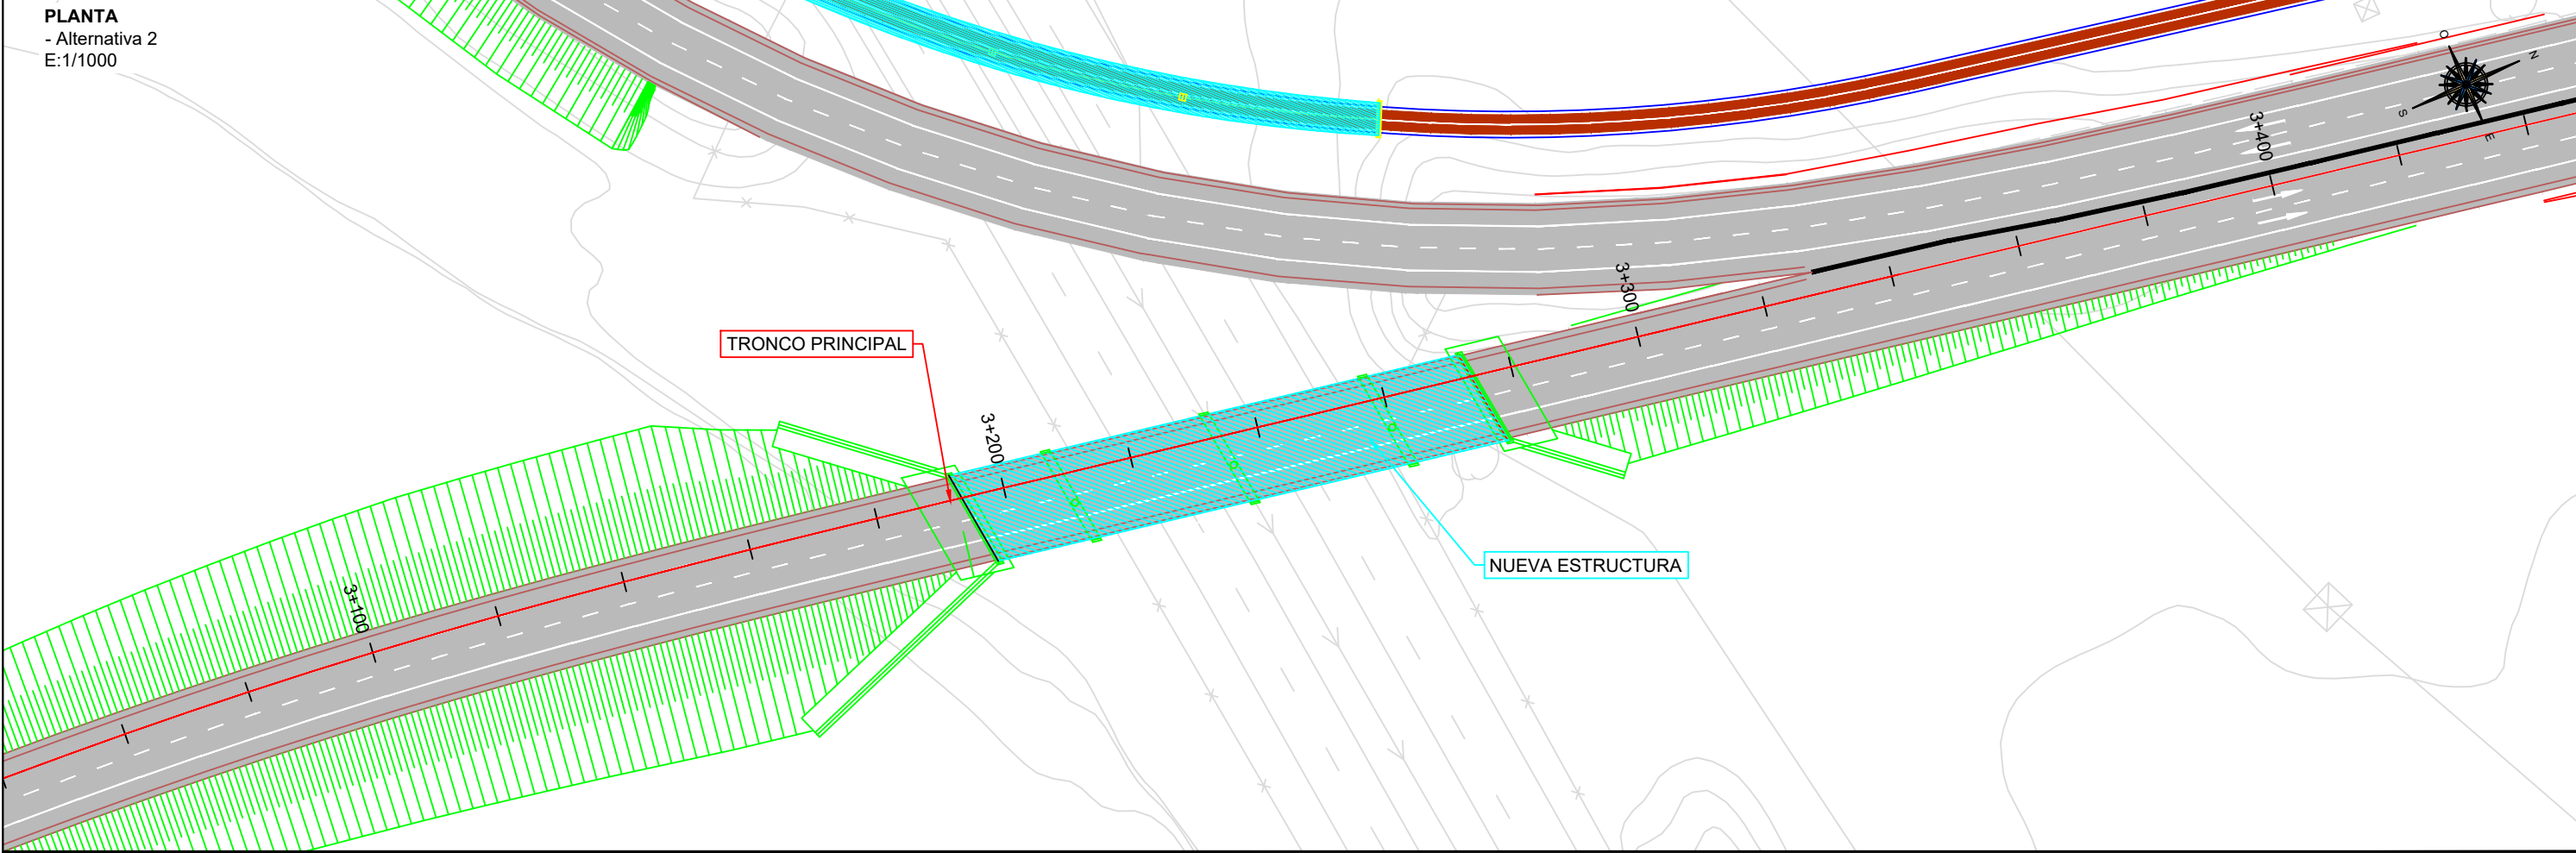 PLANTA
- Alternativa 2
E:1/1000
O
N
S
E
3+400
3+300
TRONCO PRINCIPAL
3+200
NUEVA ESTRUCTURA
3+100